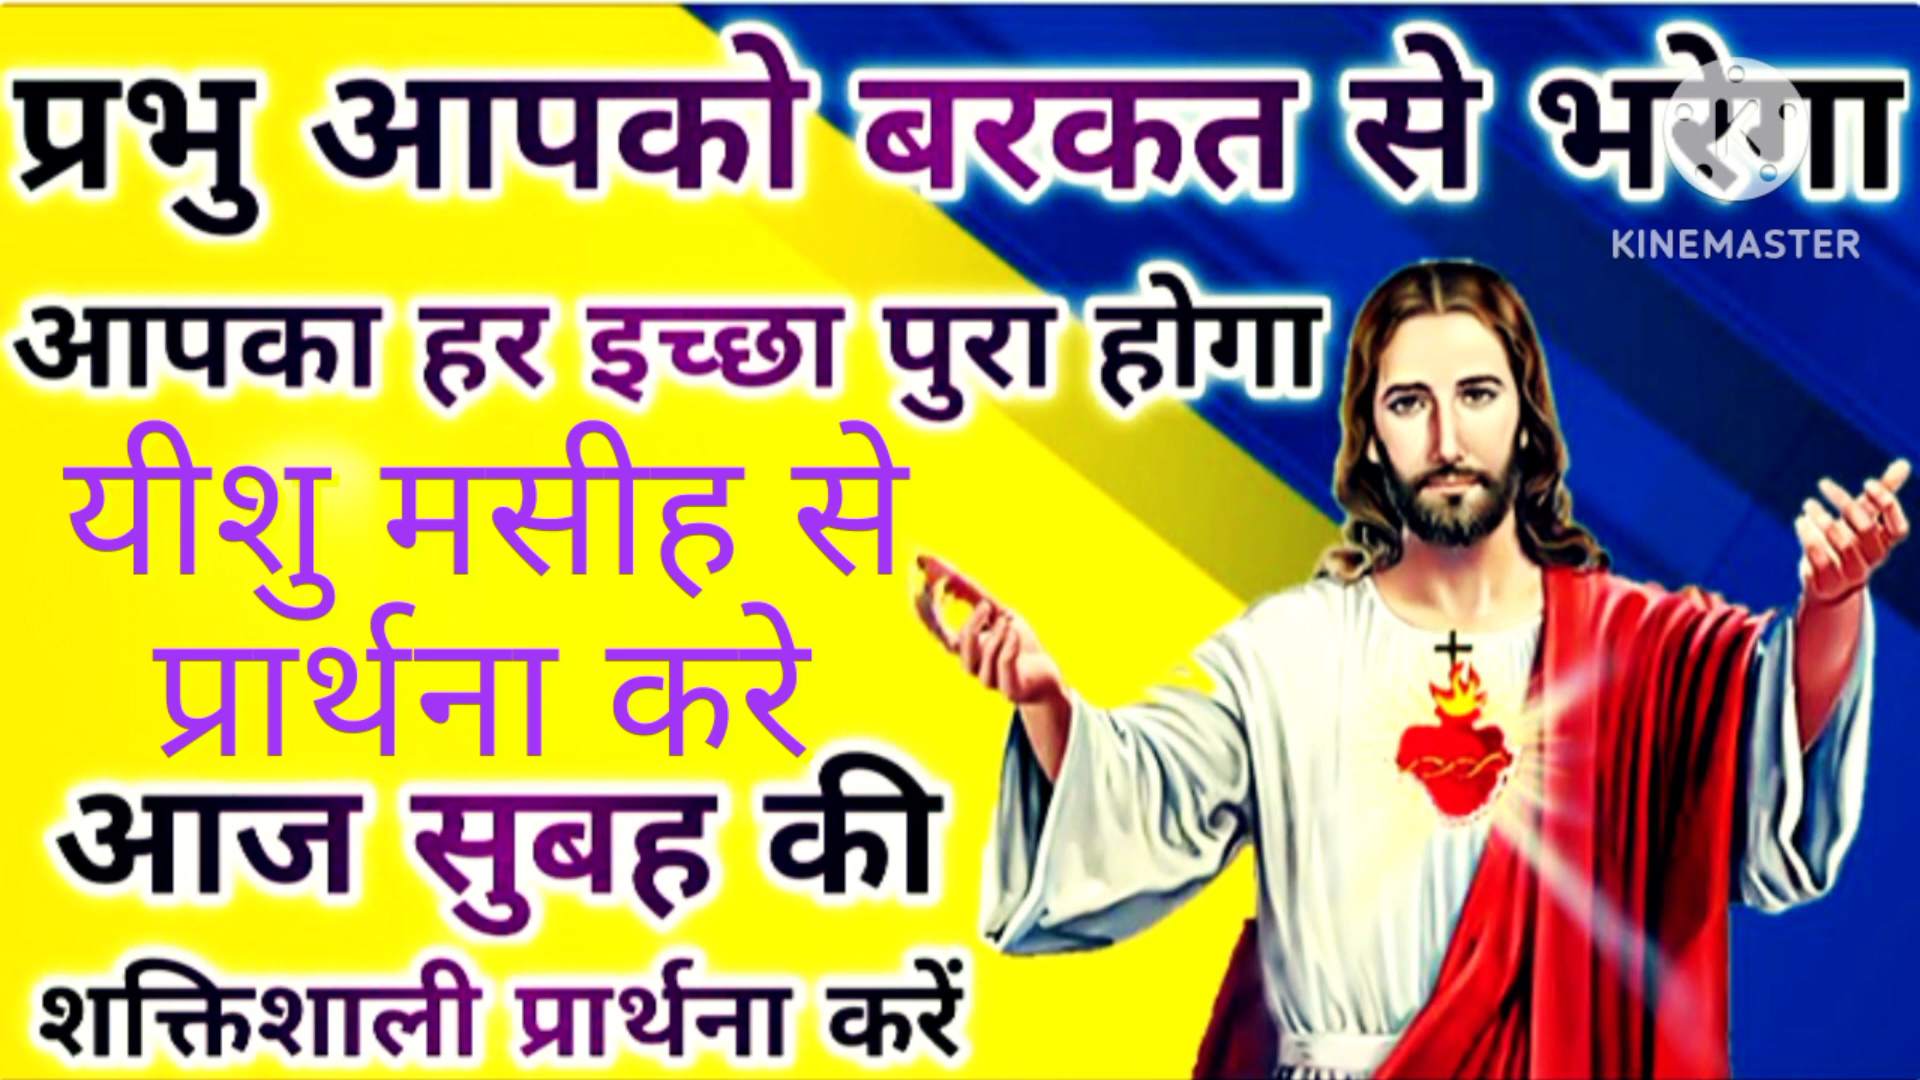 प्रभु आपको बरकत से भरेगा
KINEMASTER
आपका हर इच्छा पुरा होगा
यीशु मसीह से
प्रार्थना करे
आज सुबह की
शक्तिशाली प्रार्थना करें